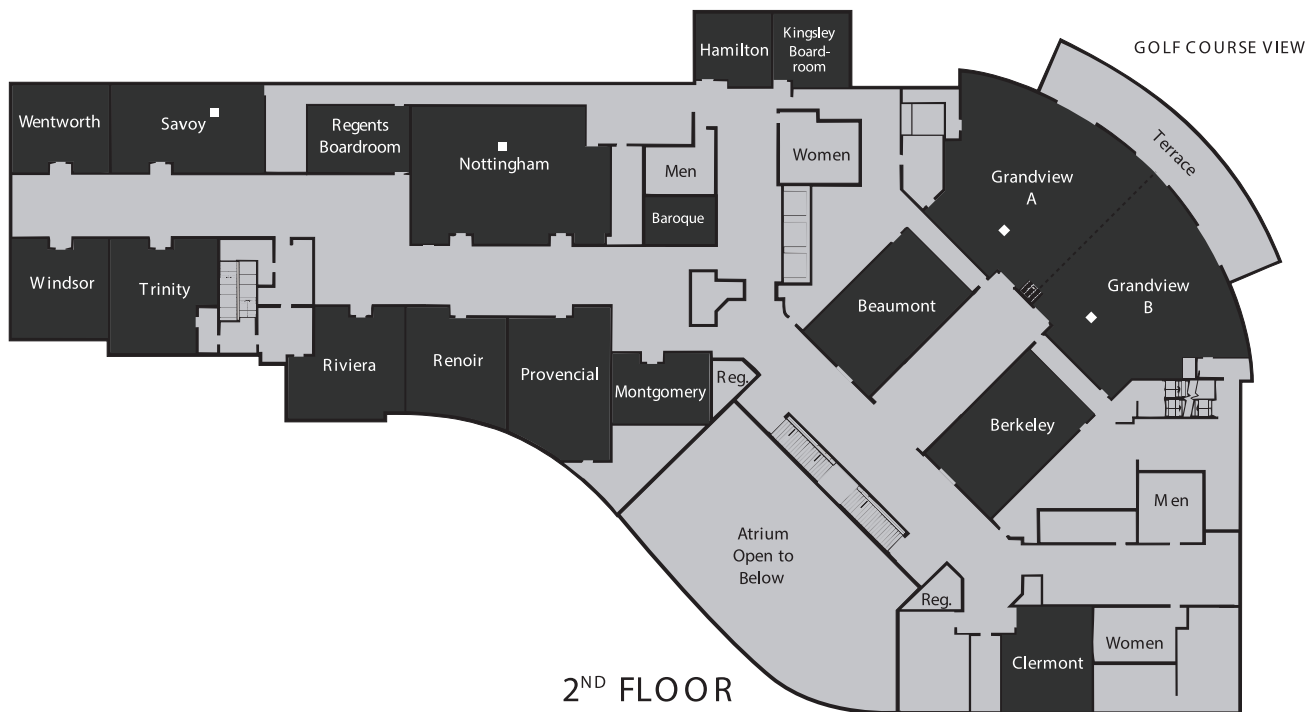 Hamilton
Kingsley
Board-
room
GOLF COURSE VIEW
Wentworth
Savoy
Regents
Boardroom
Nottingham
Men
Women
Baroque
Terrace
Grandview
A
Windsor
Trinity
Beaumont
Grandview
B
Riviera
Renoir
Provencial
Montgomery
Reg.
Berkeley
Men
Atrium
Open to
Below
Reg.
Clermont
Women
2ND FLOOR